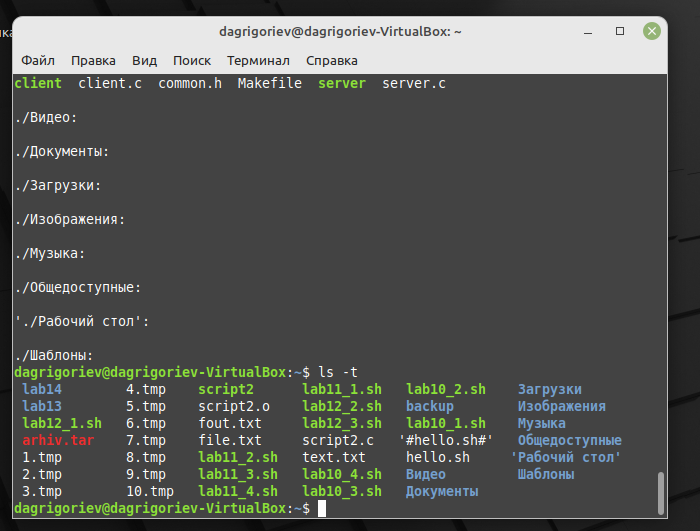 ка
dagrigoriev@dagrigoriev-VirtualBox: ~
Файл Правка Вид Поиск Терминал Справка
client client.c common.h Makefile server server.c
./Видео:
./Документы:
./Загрузки:
./Изображения:
./Музыка:
./Общедоступные:
'./Рабочий стол':
./Шаблоны:
dagrigoriev@dagrigoriev-VirtualBox:~$ ls -t
lab14 4.tmp script2 lab11_1.sh lab10_2.sh Загрузки
lab13 5.tmp script2.o lab12_2.sh backup Изображения
lab12_1.sh 6.tmp fout.txt lab12_3.sh lab10_1.sh Музыка
arhiv.tar 7.tmp file.txt script2.c '#hello.sh#' Общедоступные
1.tmp 8.tmp lab11_2.sh text.txt hello.sh 'Рабочий стол'
2.tmp 9.tmp lab11_3.sh lab10_4.sh Видео Шаблоны
3.tmp 10.tmp lab11_4.sh lab10_3.sh Документы
dagrigoriev@dagrigoriev-VirtualBox:~$